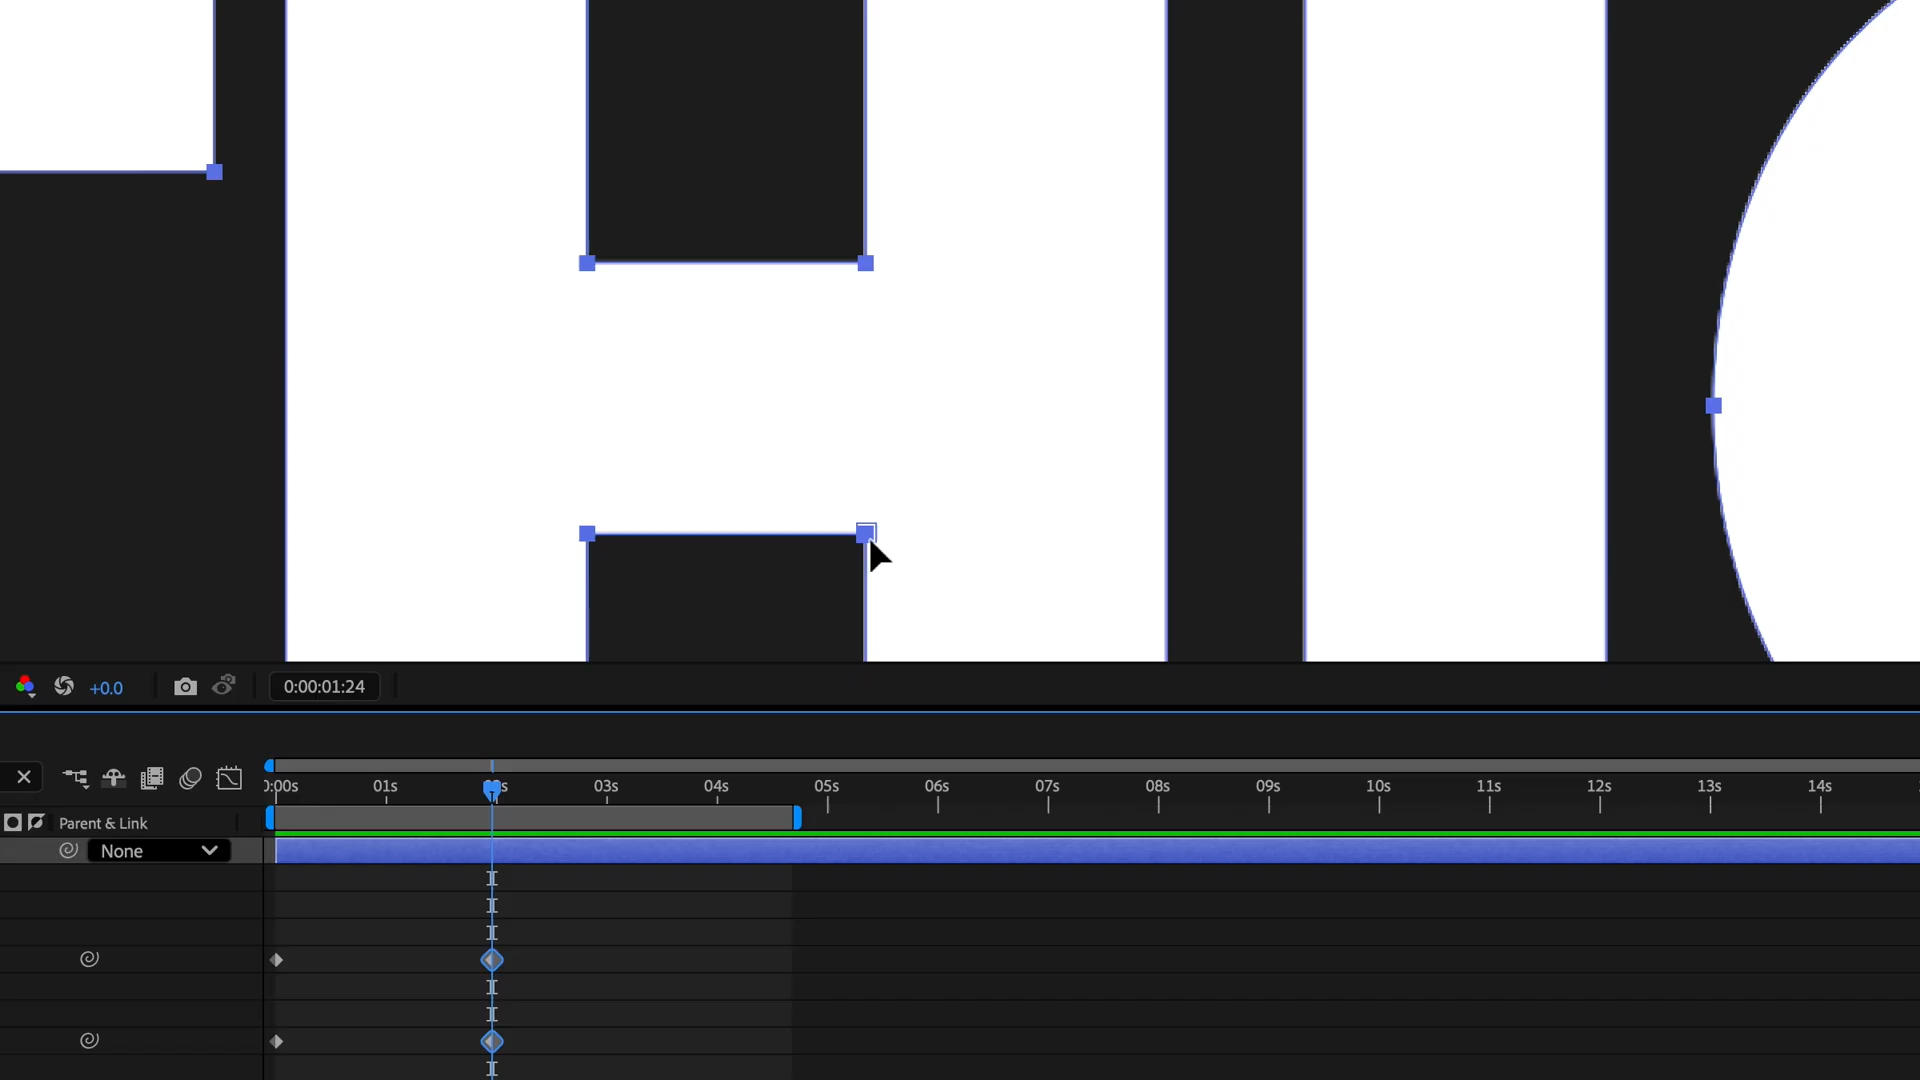 HIO
+0.0
0:00:01:24
0:00s 01s 03s 04s 05s 06s 07s 08s 09s 10s 11s 12s 13s 14s
Parent & Link
None